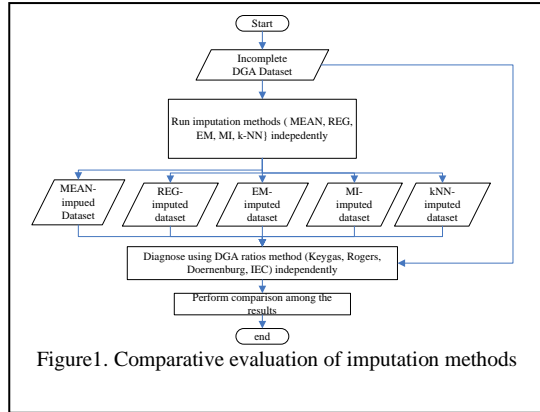 Start
Incomplete
DGA Dataset
Run imputation methods ( MEAN, REG,
EM, MI, k-NN} indepedently
MEAN-
impued
Dataset
REG-
imputed
dataset
EM-
imputed
dataset
MI-
imputed
dataset
kNN-
imputed
dataset
Diagnose using DGA ratios method (Keygas, Rogers,
Doernenburg, IEC) independently
Perform comparison among the
results
end
Figure1. Comparative evaluation of imputation methods